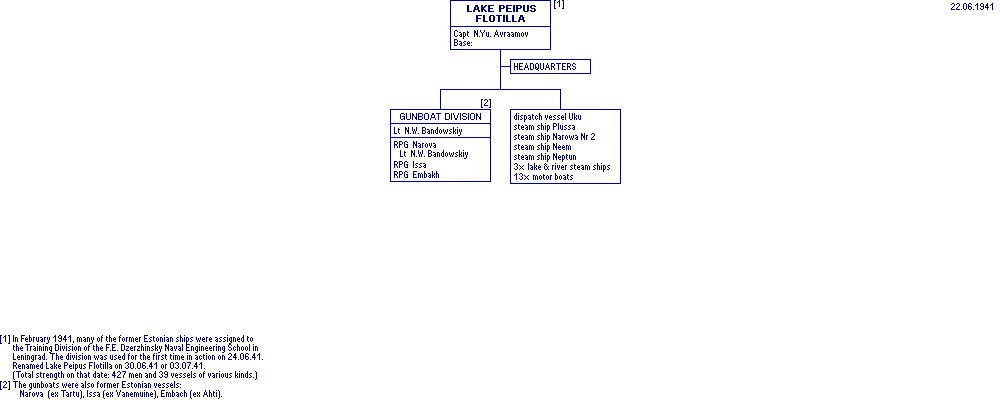 22.06.1941
LAKE PEIPUS [1]
FLOTILLA
Capt N.Yu. Avraamov
Base:
HEADQUARTERS
[2]
GUNBOAT DIVISION
Lt N.W. Bandowskiy
RPG Narova
Lt N.W. Bandowskiy
RPG Issa
RPG Embakh
dispatch vessel Uku
steam ship Plussa
steam ship Narowa Nr 2
steam ship Neem
steam ship Neptun
3x lake & river steam ships
13x motor boats
[1] In February 1941, many of the former Estonian ships were assigned to
the Training Division of the F.E. Dzerzhinsky Naval Engineering School in
Leningrad. The division was used for the first time in action on 24.06.41.
Renamed Lake Peipus Flotilla on 30.06.41 or 03.07.41.
(Total strength on that date: 427 men and 39 vessels of various kinds.)
[2] The gunboats were also former Estonian vessels:
Narova (ex Tartu), Issa (ex Vanemuine), Embach (ex Ahti).